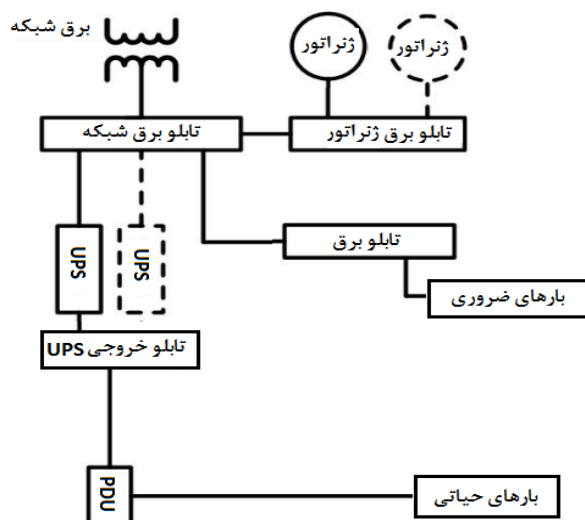 برق شبکه
ژنراتور
ژنراتور
تابلو برق شبکه
تابلو برق ژنراتور
UPS
UPS
تابلو برق
بارهای ضروری
تابلو خروجی UPS
PDU
بارهای حیاتی